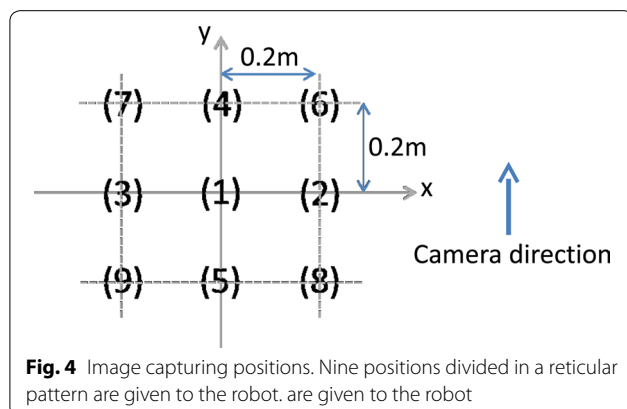 y
0.2m
(7) (4) (6)
0.2m
(3) (1) (2) x
Camera direction
(9) (5) (8)
Fig. 4 Image capturing positions. Nine positions divided in a reticular
pattern are given to the robot. are given to the robot